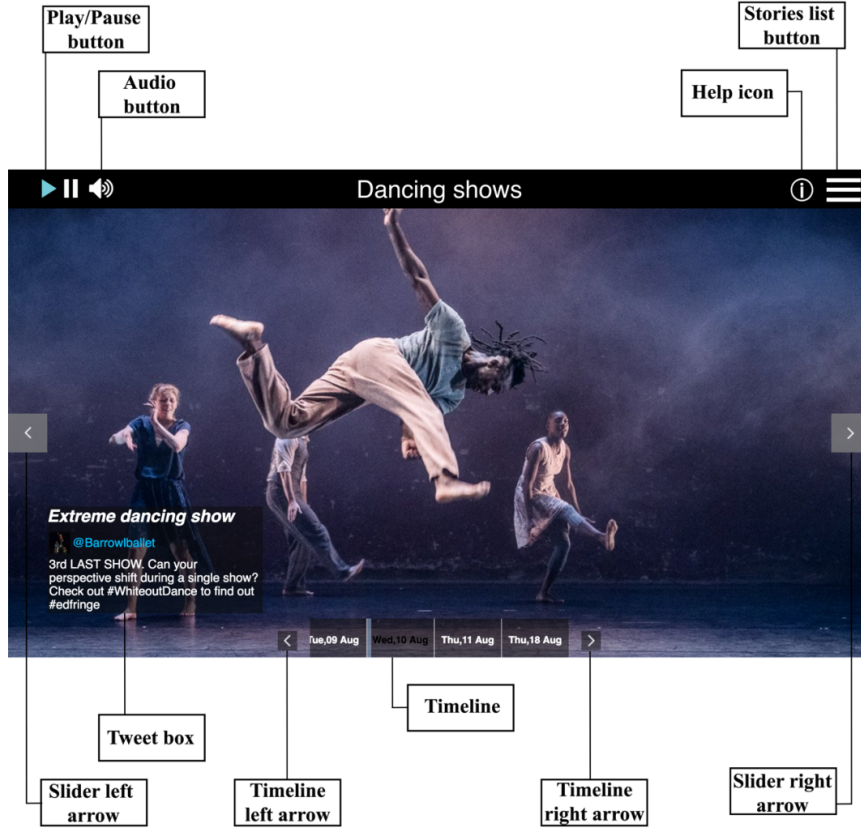 Play/Pause
button
Stories list
button
Audio
button
Help icon
Dancing shows
Extreme dancing show
@Barrowlballet
3rd LAST SHOW. Can your
perspective shift during a single show?
Check out #WhiteoutDance to find out
#edfringe
Tue,09 Aug
Wed,10 Aug
Thu,11 Aug
Thu,18 Aug
Timeline
Tweet box
Slider left
arrow
Timeline
left arrow
Timeline
right arrow
Slider right
arrow